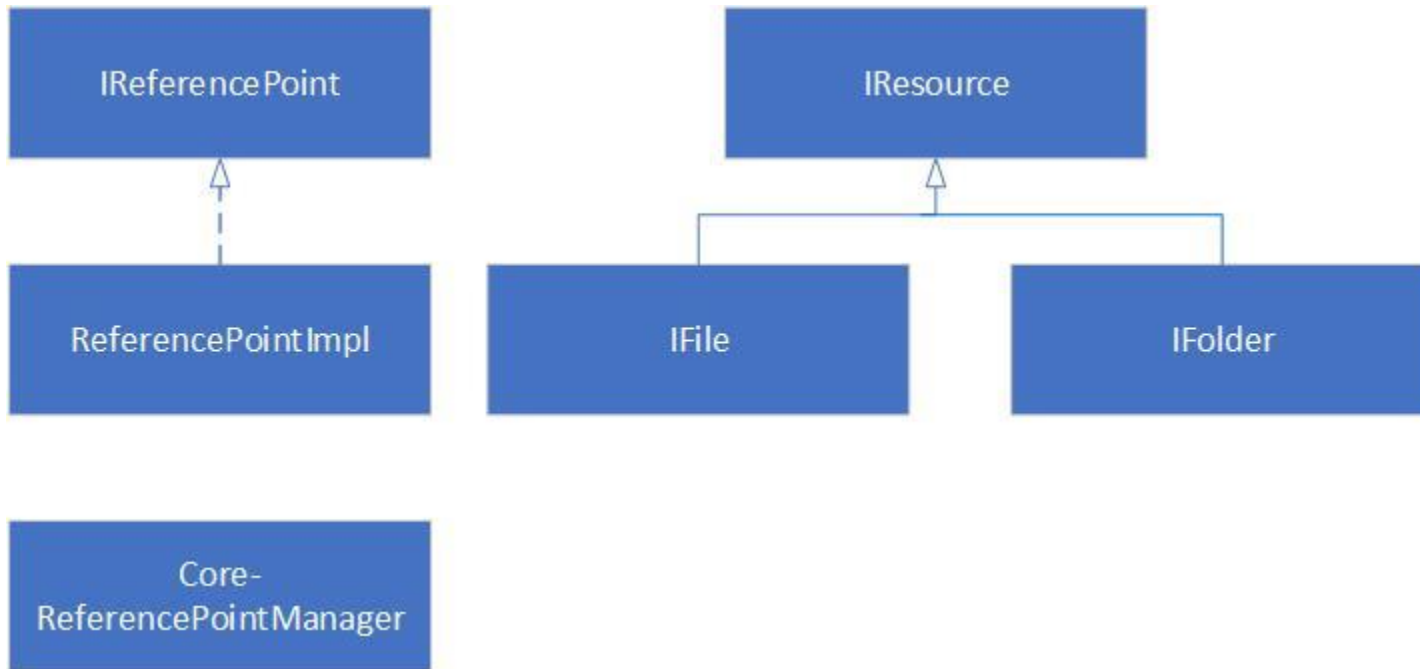 IReferencePoint
IResource
ReferencePointImpl
IFile
IFolder
Core-
ReferencePointManager